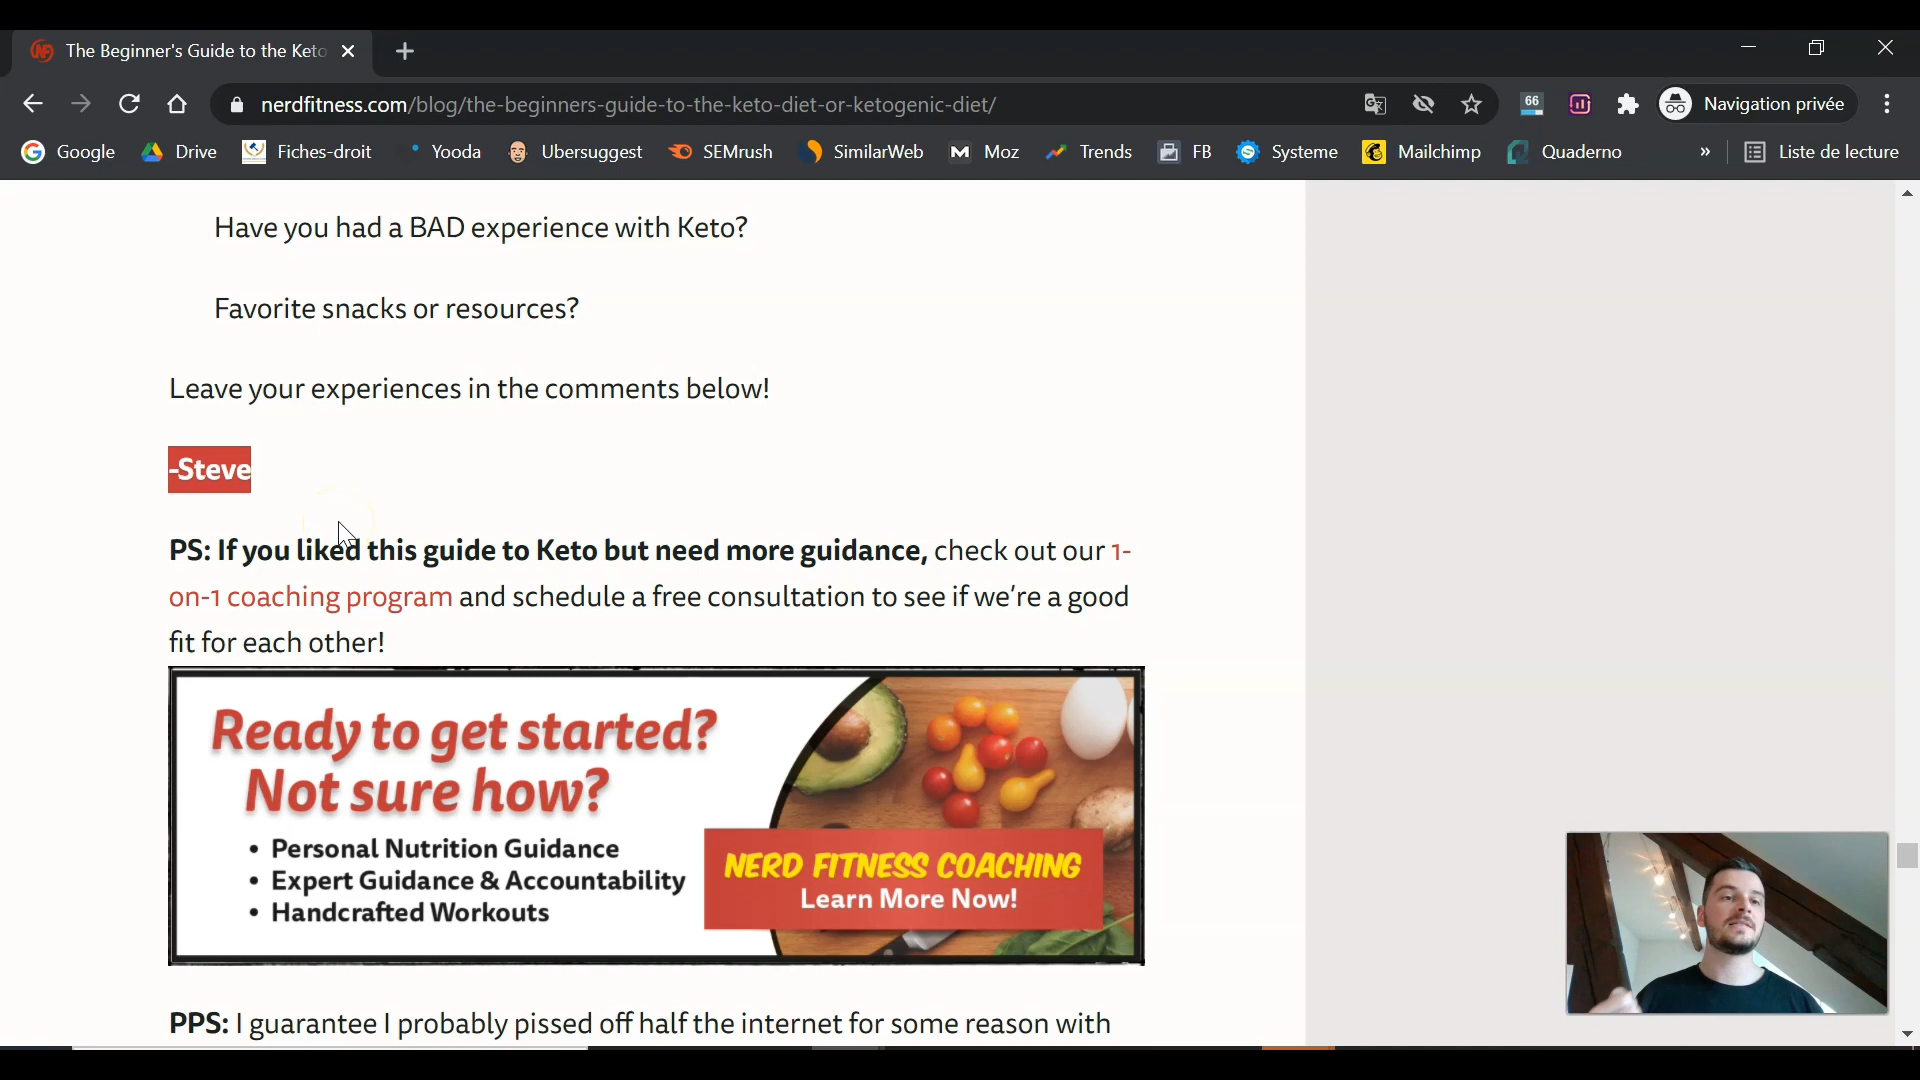 The Beginner's Guide to the Keto
nerdfitness.com/blog/the-beginners-guide-to-the-keto-diet-or-ketogenic-diet/
66
Navigation privée
Google
Drive
Fiches-droit
Yooda
Ubersuggest
SEMrush
SimilarWeb
Moz
Trends
FB
Systeme
Mailchimp
Quaderno
»
Liste de lecture
Have you had a BAD experience with Keto?
Favorite snacks or resources?
Leave your experiences in the comments below!
-Steve
PS: If you liked this guide to Keto but need more guidance, check out our 1-
on-1 coaching program and schedule a free consultation to see if we're a good
fit for each other!
Ready to get started?
Not sure how?
• Personal Nutrition Guidance
• Expert Guidance & Accountability
• Handcrafted Workouts
NERD FITNESS COACHING
Learn More Now!
PPS: I guarantee I probably pissed off half the internet for some reason with